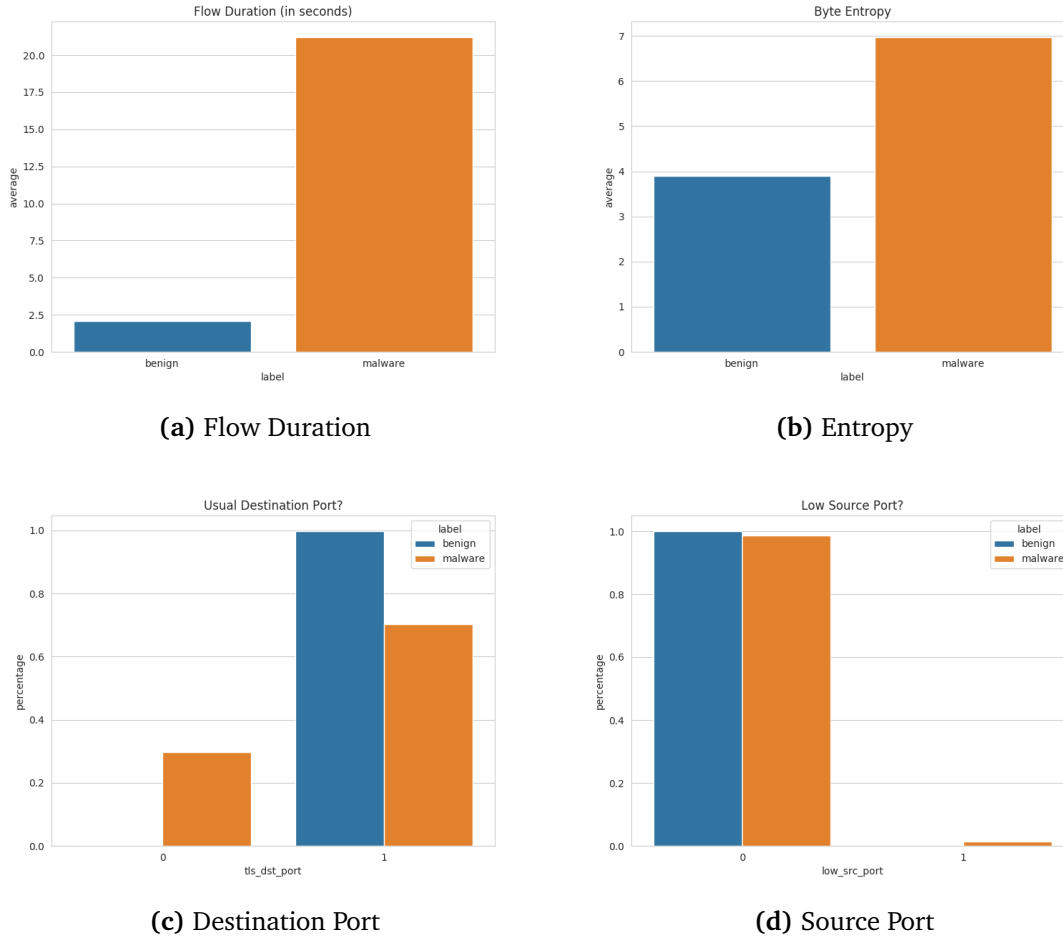 Flow Duration (in seconds)
20.0
17.5
15.0
12.5
10.0
7.5
5.0
2.5
0.0
average
benign
malware
label
(a) Flow Duration
Byte Entropy
7
6
5
4
3
2
1
0
average
benign
malware
label
(b) Entropy
Usual Destination Port?
label
benign
malware
1.0
0.8
0.6
0.4
0.2
0.0
percentage
0
1
tls_dst_port
(c) Destination Port
Low Source Port?
label
benign
malware
1.0
0.8
0.6
0.4
0.2
0.0
percentage
0
1
low_src_port
(d) Source Port